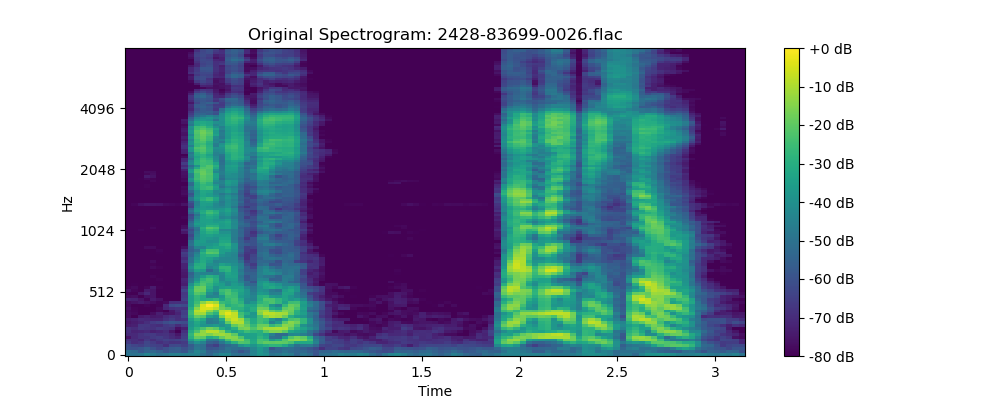 Original Spectrogram: 2428-83699-0026.flac
Hz
4096
2048
1024
512
0
0
0.5
1
1.5
2
2.5
3
Time
+0 dB
-10 dB
-20 dB
-30 dB
-40 dB
-50 dB
-60 dB
-70 dB
-80 dB